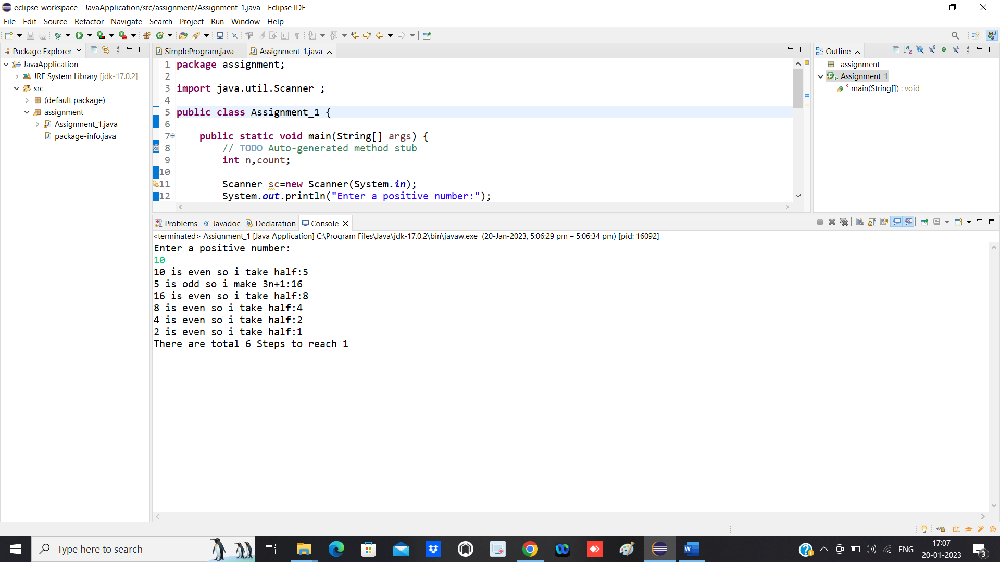 eclipse-workspace - JavaApplication/src/assignment/Assignment_1.java - Eclipse IDE
File Edit Source Refactor Navigate Search Project Run Window Help
Package Explorer
JavaApplication
JRE System Library [jdk-17.0.2]
src
(default package)
assignment
Assignment_1.java
package-info.java
SimpleProgram.java Assignment_1.java
1 package assignment;
2
3 import java.util.Scanner ;
4
5 public class Assignment_1 {
6
7 public static void main(String[] args) {
8 // TODO Auto-generated method stub
9 int n,count;
10
11 Scanner sc=new Scanner(System.in);
12 System.out.println("Enter a positive number:");
Outline
assignment
Assignment_1
main(String[]) : void
Problems Javadoc Declaration Console
<terminated> Assignment_1 [Java Application] C:\Program Files\Java\jdk-17.0.2\bin\javaw.exe (20-Jan-2023, 5:06:29 pm – 5:06:34 pm) [pid: 16092]
Enter a positive number:
10
10 is even so i take half:5
5 is odd so i make 3n+1:16
16 is even so i take half:8
8 is even so i take half:4
4 is even so i take half:2
2 is even so i take half:1
There are total 6 Steps to reach 1
Type here to search
ENG
17:07
20-01-2023
3